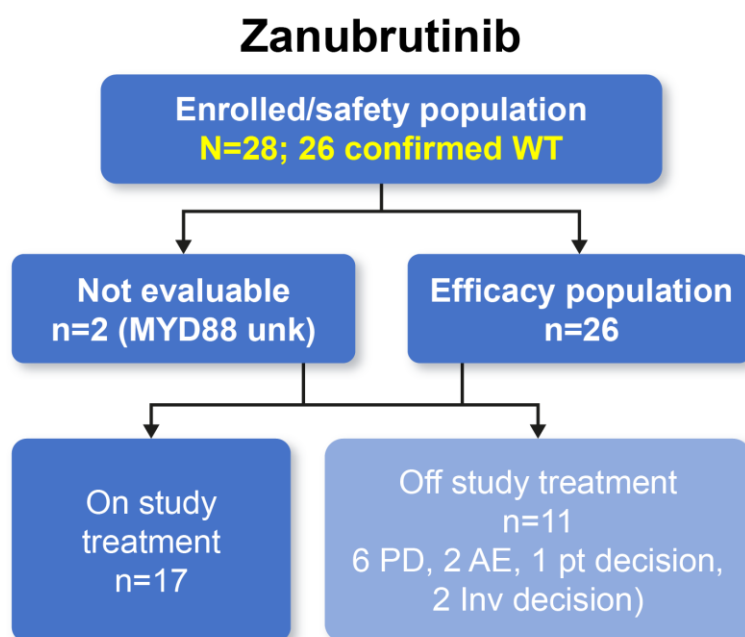 Zanubrutinib
Enrolled/safety population
N=28; 26 confirmed WT
Not evaluable
n=2 (MYD88 unk)
Efficacy population
n=26
On study
treatment
n=17
Off study treatment
n=11
6 PD, 2 AE, 1 pt decision,
2 Inv decision)